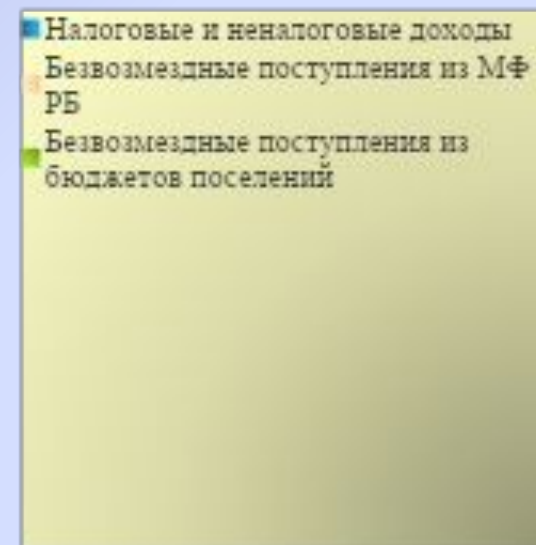 Налоговые и неналоговые доходы
Безвозмездные поступления из МФ
РБ
Безвозмездные поступления из
бюджетов поселений